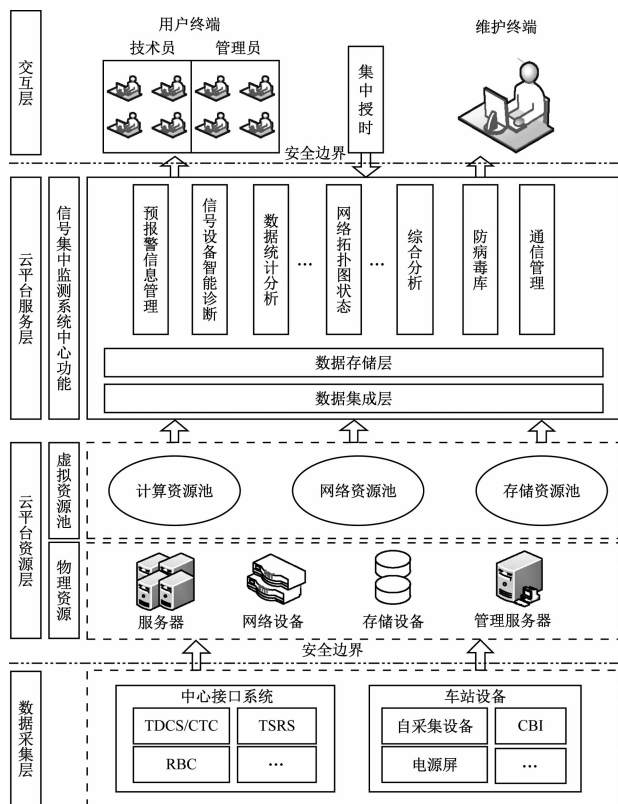 用户终端
维护终端
技术员
管理员
交互层
集中授时
安全边界
云平台服务层
信号集中监测系统中心功能
预报警信息管理
信号设备智能诊断
数据统计分析
…
网络拓扑图状态
…
综合分析
防病毒库
通信管理
数据存储层
数据集成层
云平台资源层
虚拟资源池
计算资源池
网络资源池
存储资源池
物理资源
服务器
网络设备
存储设备
管理服务器
安全边界
数据采集层
中心接口系统
TDCS/CTC
TSRS
RBC
…
车站设备
自采集设备
CBI
电源屏
…